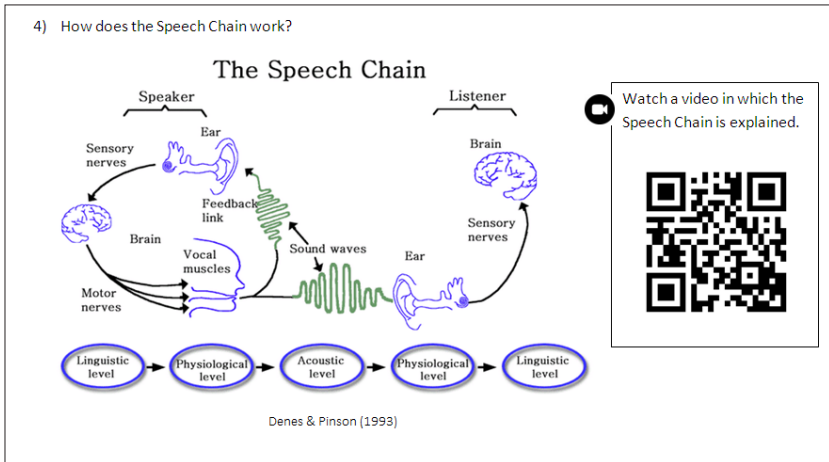 4) How does the Speech Chain work?
The Speech Chain
Speaker
Listener
Ear
Sensory
nerves
Brain
Feedback
link
Vocal
muscles
Motor
nerves
Sound waves
Ear
Brain
Sensory
nerves
Linguistic
level
Physiological
level
Acoustic
level
Physiological
level
Linguistic
level
Denes & Pinson (1993)
Watch a video in which the
Speech Chain is explained.